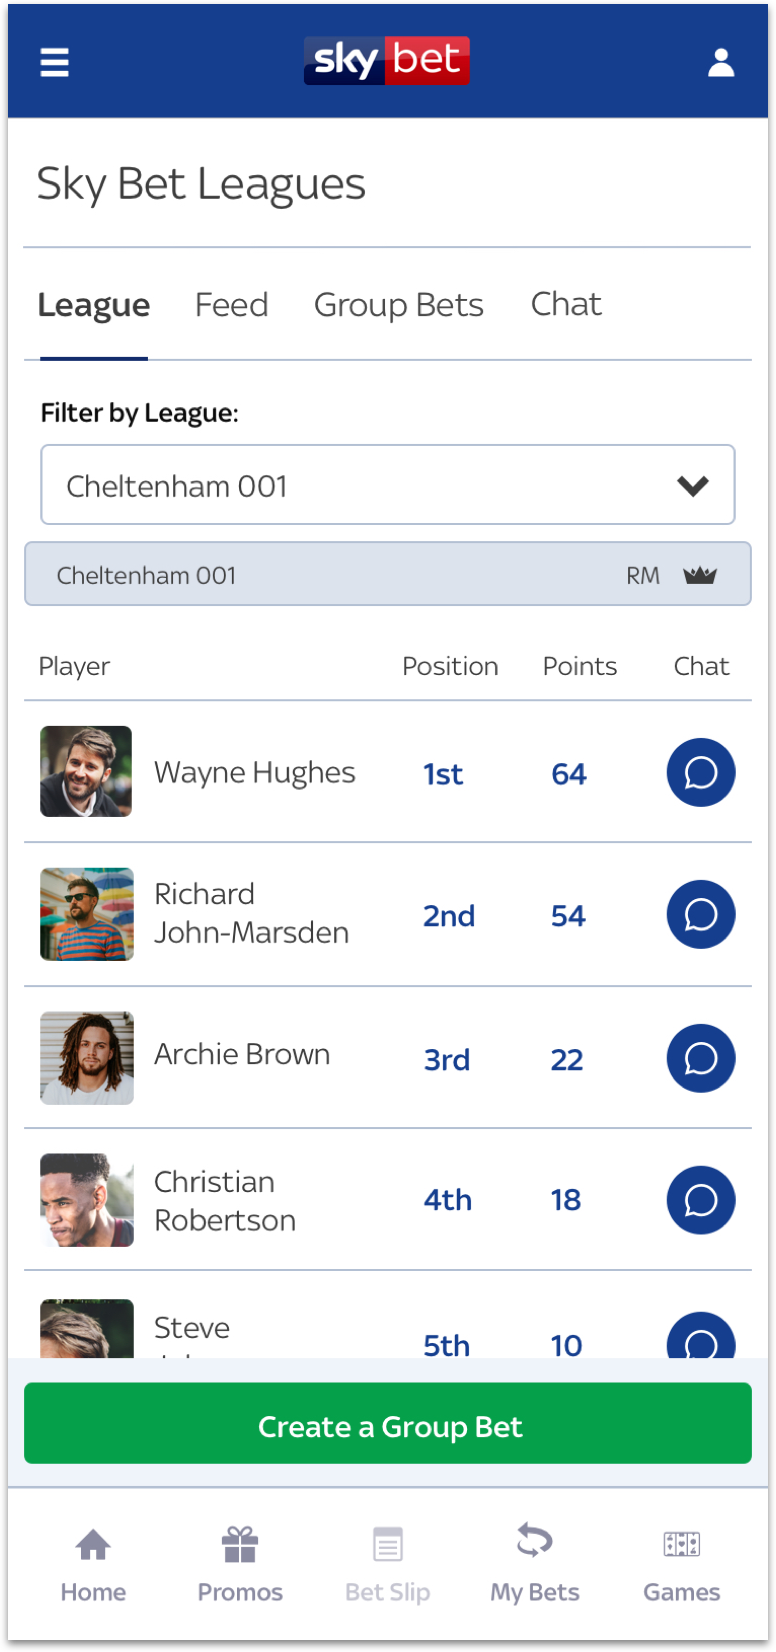 sky bet
Sky Bet Leagues
League Feed Group Bets Chat
Filter by League:
Cheltenham 001
Cheltenham 001 RM
Player Position Points Chat
Wayne Hughes 1st 64
Richard
John-Marsden 2nd 54
Archie Brown 3rd 22
Christian
Robertson 4th 18
Steve 5th 10
Create a Group Bet
Home Promos Bet Slip My Bets Games